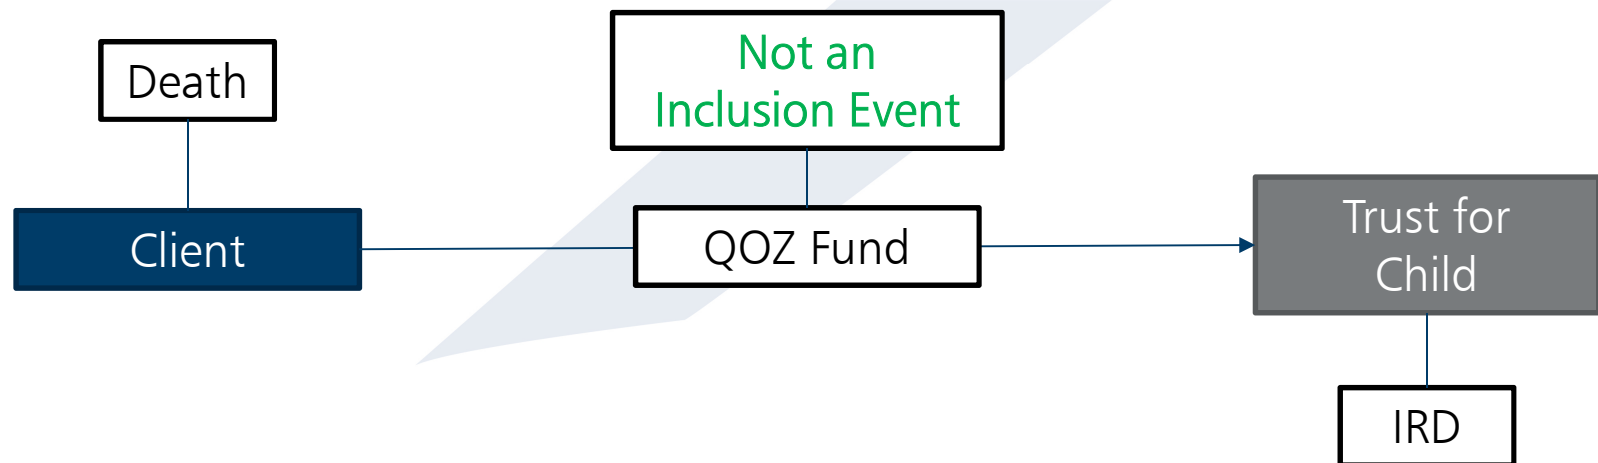 Death
Not an
Inclusion Event
Client
QOZ Fund
Trust for
Child
IRD